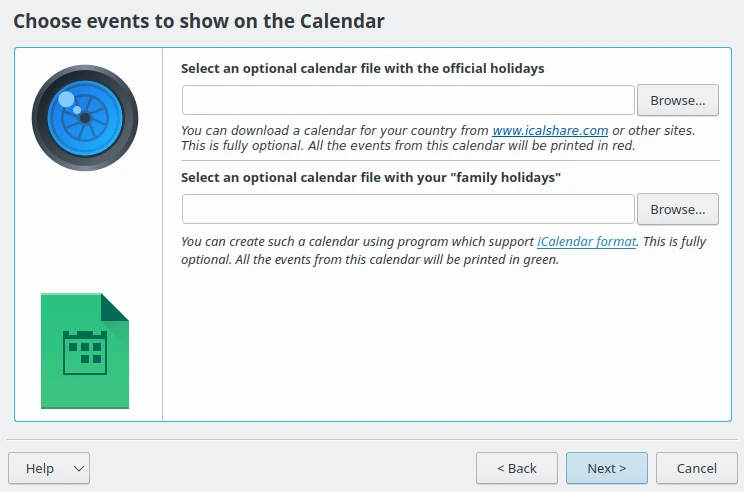 Choose events to show on the Calendar
Select an optional calendar file with the official holidays
Browse...
You can download a calendar for your country from www.icalshare.com or other sites.
This is fully optional. All the events from this calendar will be printed in red.
Select an optional calendar file with your "family holidays"
Browse...
You can create such a calendar using program which support iCalendar format. This is fully
optional. All the events from this calendar will be printed in green.
Help
< Back
Next >
Cancel